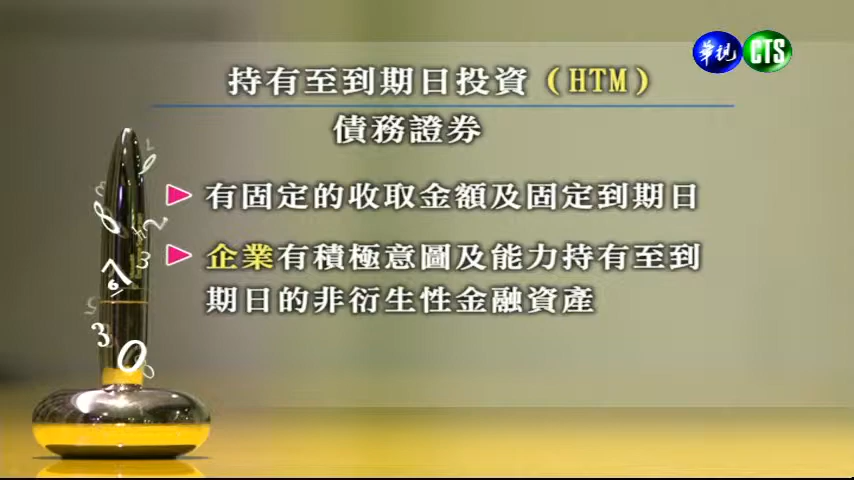 華視 CTS
持有至到期日投資（HTM）
債務證券
有固定的收取金額及固定到期日
企業有積極意圖及能力持有至到
期日的非衍生性金融資產